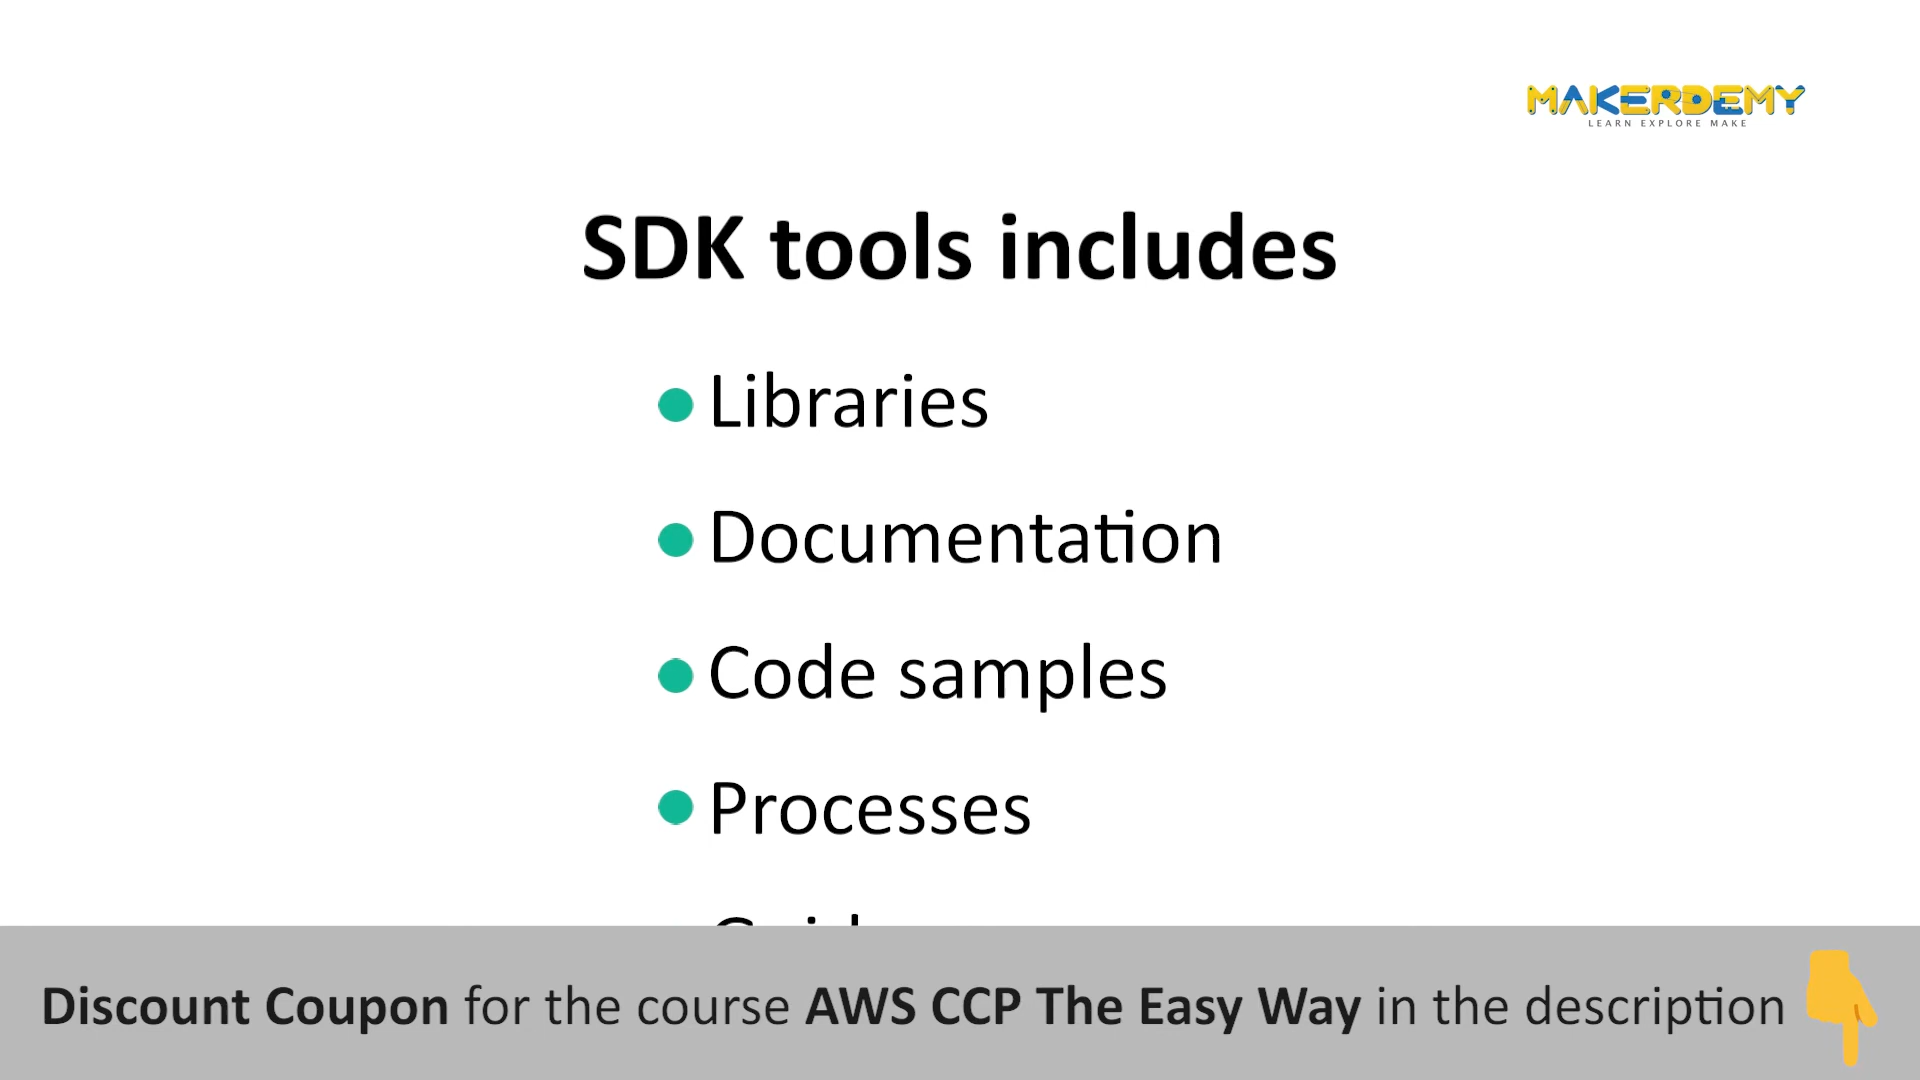 MAKERDEMY
LEARN EXPLORE MAKE
SDK tools includes
Libraries
Documentation
Code samples
Processes
Discount Coupon for the course AWS CCP The Easy Way in the description